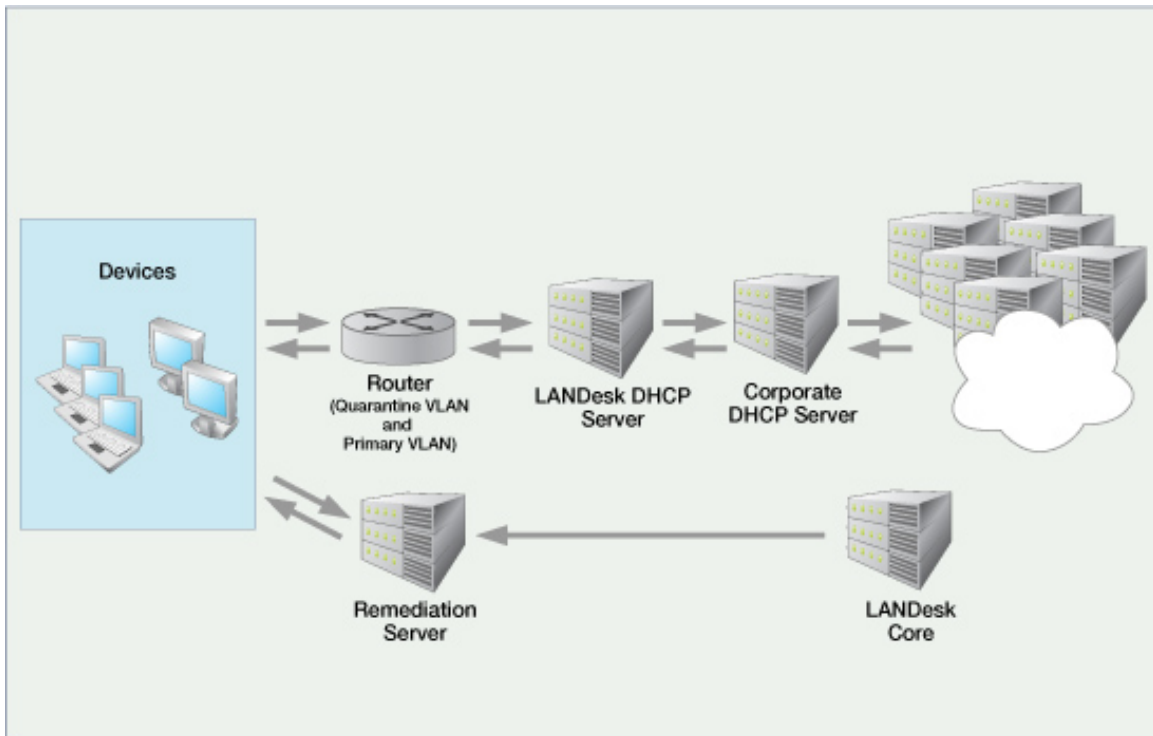 Devices
Router
(Quarantine VLAN
and
Primary VLAN)
LANDesk DHCP
Server
Corporate
DHCP Server
Remediation
Server
LANDesk
Core